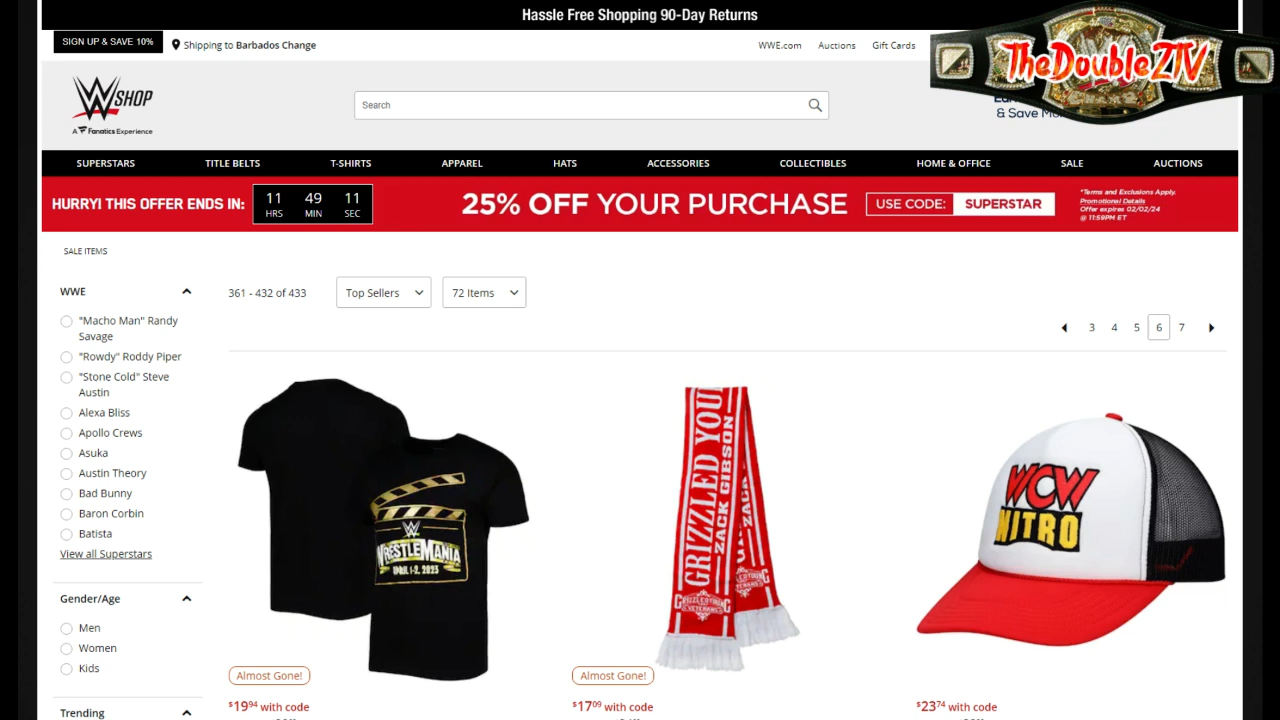 Hassle Free Shopping 90-Day Returns
SIGN UP & SAVE 10%
Shipping to Barbados Change
WWE.com
Auctions
Gift Cards
TheDoubleZTV
SHOP
A Fanatics Experience
Search
& Save
SUPERSTARS
TITLE BELTS
T-SHIRTS
APPAREL
HATS
ACCESSORIES
COLLECTIBLES
HOME & OFFICE
SALE
AUCTIONS
HURRY! THIS OFFER ENDS IN:
11 49 11
HRS MIN SEC
25% OFF YOUR PURCHASE
USE CODE: SUPERSTAR
*Terms and Exclusions Apply.
Promotional Details
Offer expires 02/02/24
@ 11:59PM ET
SALE ITEMS
WWE
"Macho Man" Randy
Savage
"Rowdy" Roddy Piper
"Stone Cold" Steve
Austin
Alexa Bliss
Apollo Crews
Asuka
Austin Theory
Bad Bunny
Baron Corbin
Batista
View all Superstars
Gender/Age
Men
Women
Kids
Trending
361 - 432 of 433
Top Sellers
72 Items
3 4 5 6 7
WRESTLEMANIA
APRIL 1-2, 2023
GRIZZLED YOU
ZACK GIBSON
ZACK
WCW
NITRO
Almost Gone!
Almost Gone!
$19.94 with code
$17.09 with code
$23.74 with code